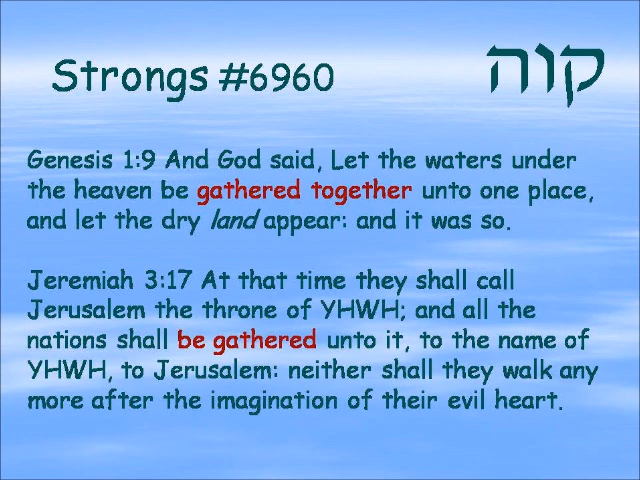 Strongs #6960 קוה
Genesis 1:9 And God said, Let the waters under
the heaven be gathered together unto one place,
and let the dry land appear: and it was so.
Jeremiah 3:17 At that time they shall call
Jerusalem the throne of YHWH; and all the
nations shall be gathered unto it, to the name of
YHWH, to Jerusalem: neither shall they walk any
more after the imagination of their evil heart.